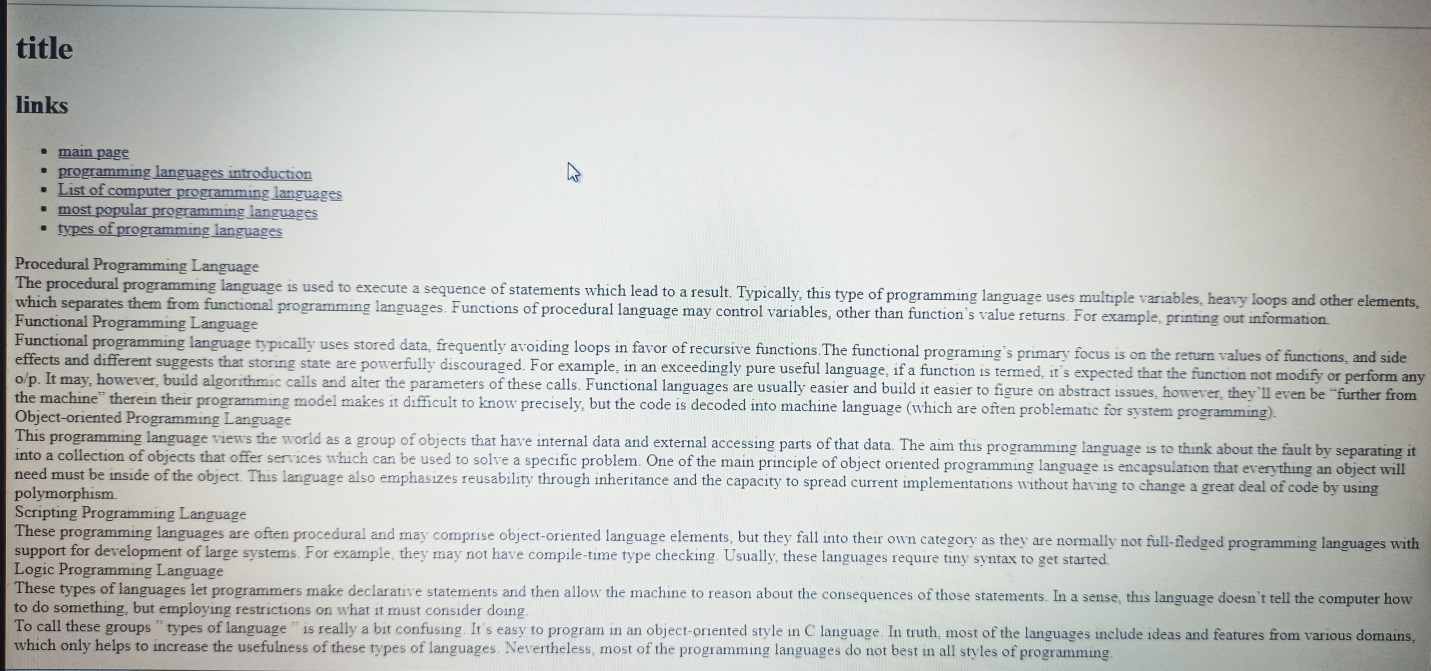 title
links
main page
programming languages introduction
List of computer programming languages
most popular programming languages
types of programming languages
Procedural Programming Language
The procedural programming language is used to execute a sequence of statements which lead to a result. Typically, this type of programming language uses multiple variables, heavy loops and other elements,
which separates them from functional programming languages. Functions of procedural language may control variables, other than function's value returns. For example, printing out information.
Functional Programming Language
Functional programming language typically uses stored data, frequently avoiding loops in favor of recursive functions.The functional programing's primary focus is on the return values of functions, and side
effects and different suggests that storing state are powerfully discouraged. For example, in an exceedingly pure useful language, if a function is termed, it's expected that the function not modify or perform any
o/p. It may, however, build algorithmic calls and alter the parameters of these calls. Functional languages are usually easier and build it easier to figure on abstract issues, however, they'll even be “further from
the machine” therein their programming model makes it difficult to know precisely, but the code is decoded into machine language (which are often problematic for system programming).
Object-oriented Programming Language
This programming language views the world as a group of objects that have internal data and external accessing parts of that data. The aim this programming language is to think about the fault by separating it
into a collection of objects that offer services which can be used to solve a specific problem. One of the main principle of object oriented programming language is encapsulation that everything an object will
need must be inside of the object. This language also emphasizes reusability through inheritance and the capacity to spread current implementations without having to change a great deal of code by using
polymorphism.
Scripting Programming Language
These programming languages are often procedural and may comprise object-oriented language elements, but they fall into their own category as they are normally not full-fledged programming languages with
support for development of large systems. For example, they may not have compile-time type checking. Usually, these languages require tiny syntax to get started.
Logic Programming Language
These types of languages let programmers make declarative statements and then allow the machine to reason about the consequences of those statements. In a sense, this language doesn't tell the computer how
to do something, but employing restrictions on what it must consider doing.
To call these groups " types of language " is really a bit confusing. It's easy to program in an object-oriented style in C language. In truth, most of the languages include ideas and features from various domains,
which only helps to increase the usefulness of these types of languages. Nevertheless, most of the programming languages do not best in all styles of programming.